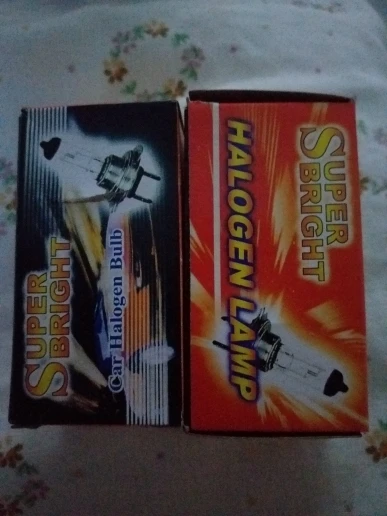 SUPER
BRIGHT
Car Halogen Bulb
SUPER
BRIGHT
HALOGEN LAMP